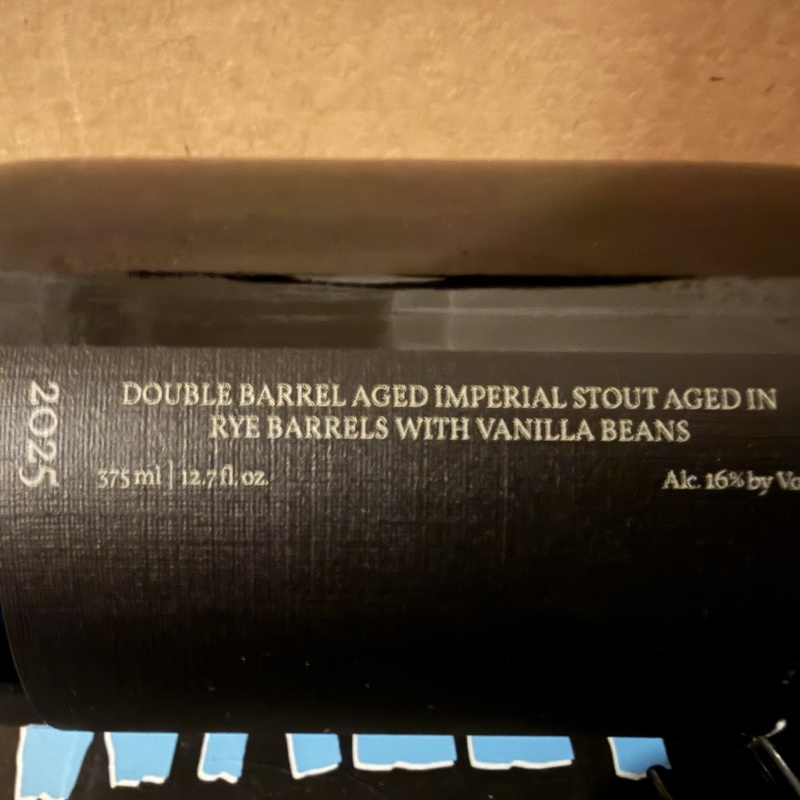 DOUBLE BARREL AGED IMPERIAL STOUT AGED IN
RYE BARRELS WITH VANILLA BEANS
375 ml | 12.7 fl. oz.
Alc. 16% by Vo
2025